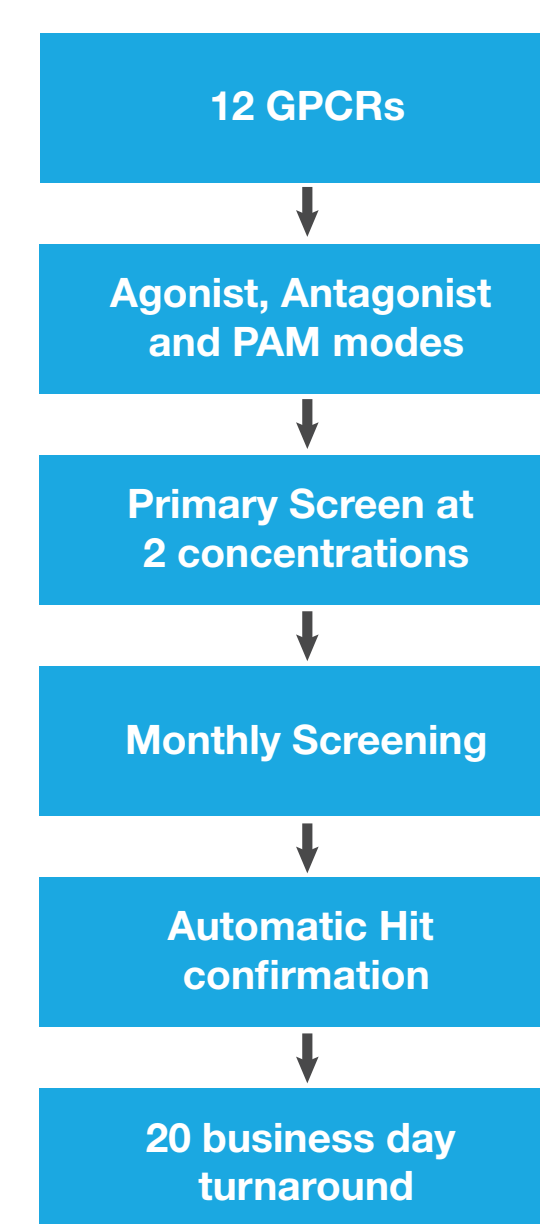 12 GPCRs
Agonist, Antagonist
and PAM modes
Primary Screen at
2 concentrations
Monthly Screening
Automatic Hit
confirmation
20 business day
turnaround